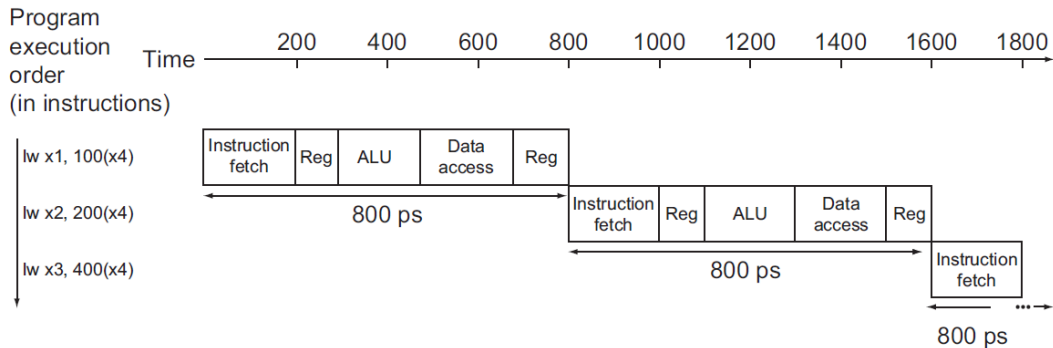 Program
execution
order
(in instructions)
Time
200 400 600 800 1000 1200 1400 1600 1800
lw x1, 100(x4)
Instruction
fetch
Reg
ALU
Data
access
Reg
800 ps
lw x2, 200(x4)
Instruction
fetch
Reg
ALU
Data
access
Reg
800 ps
lw x3, 400(x4)
Instruction
fetch
...
800 ps